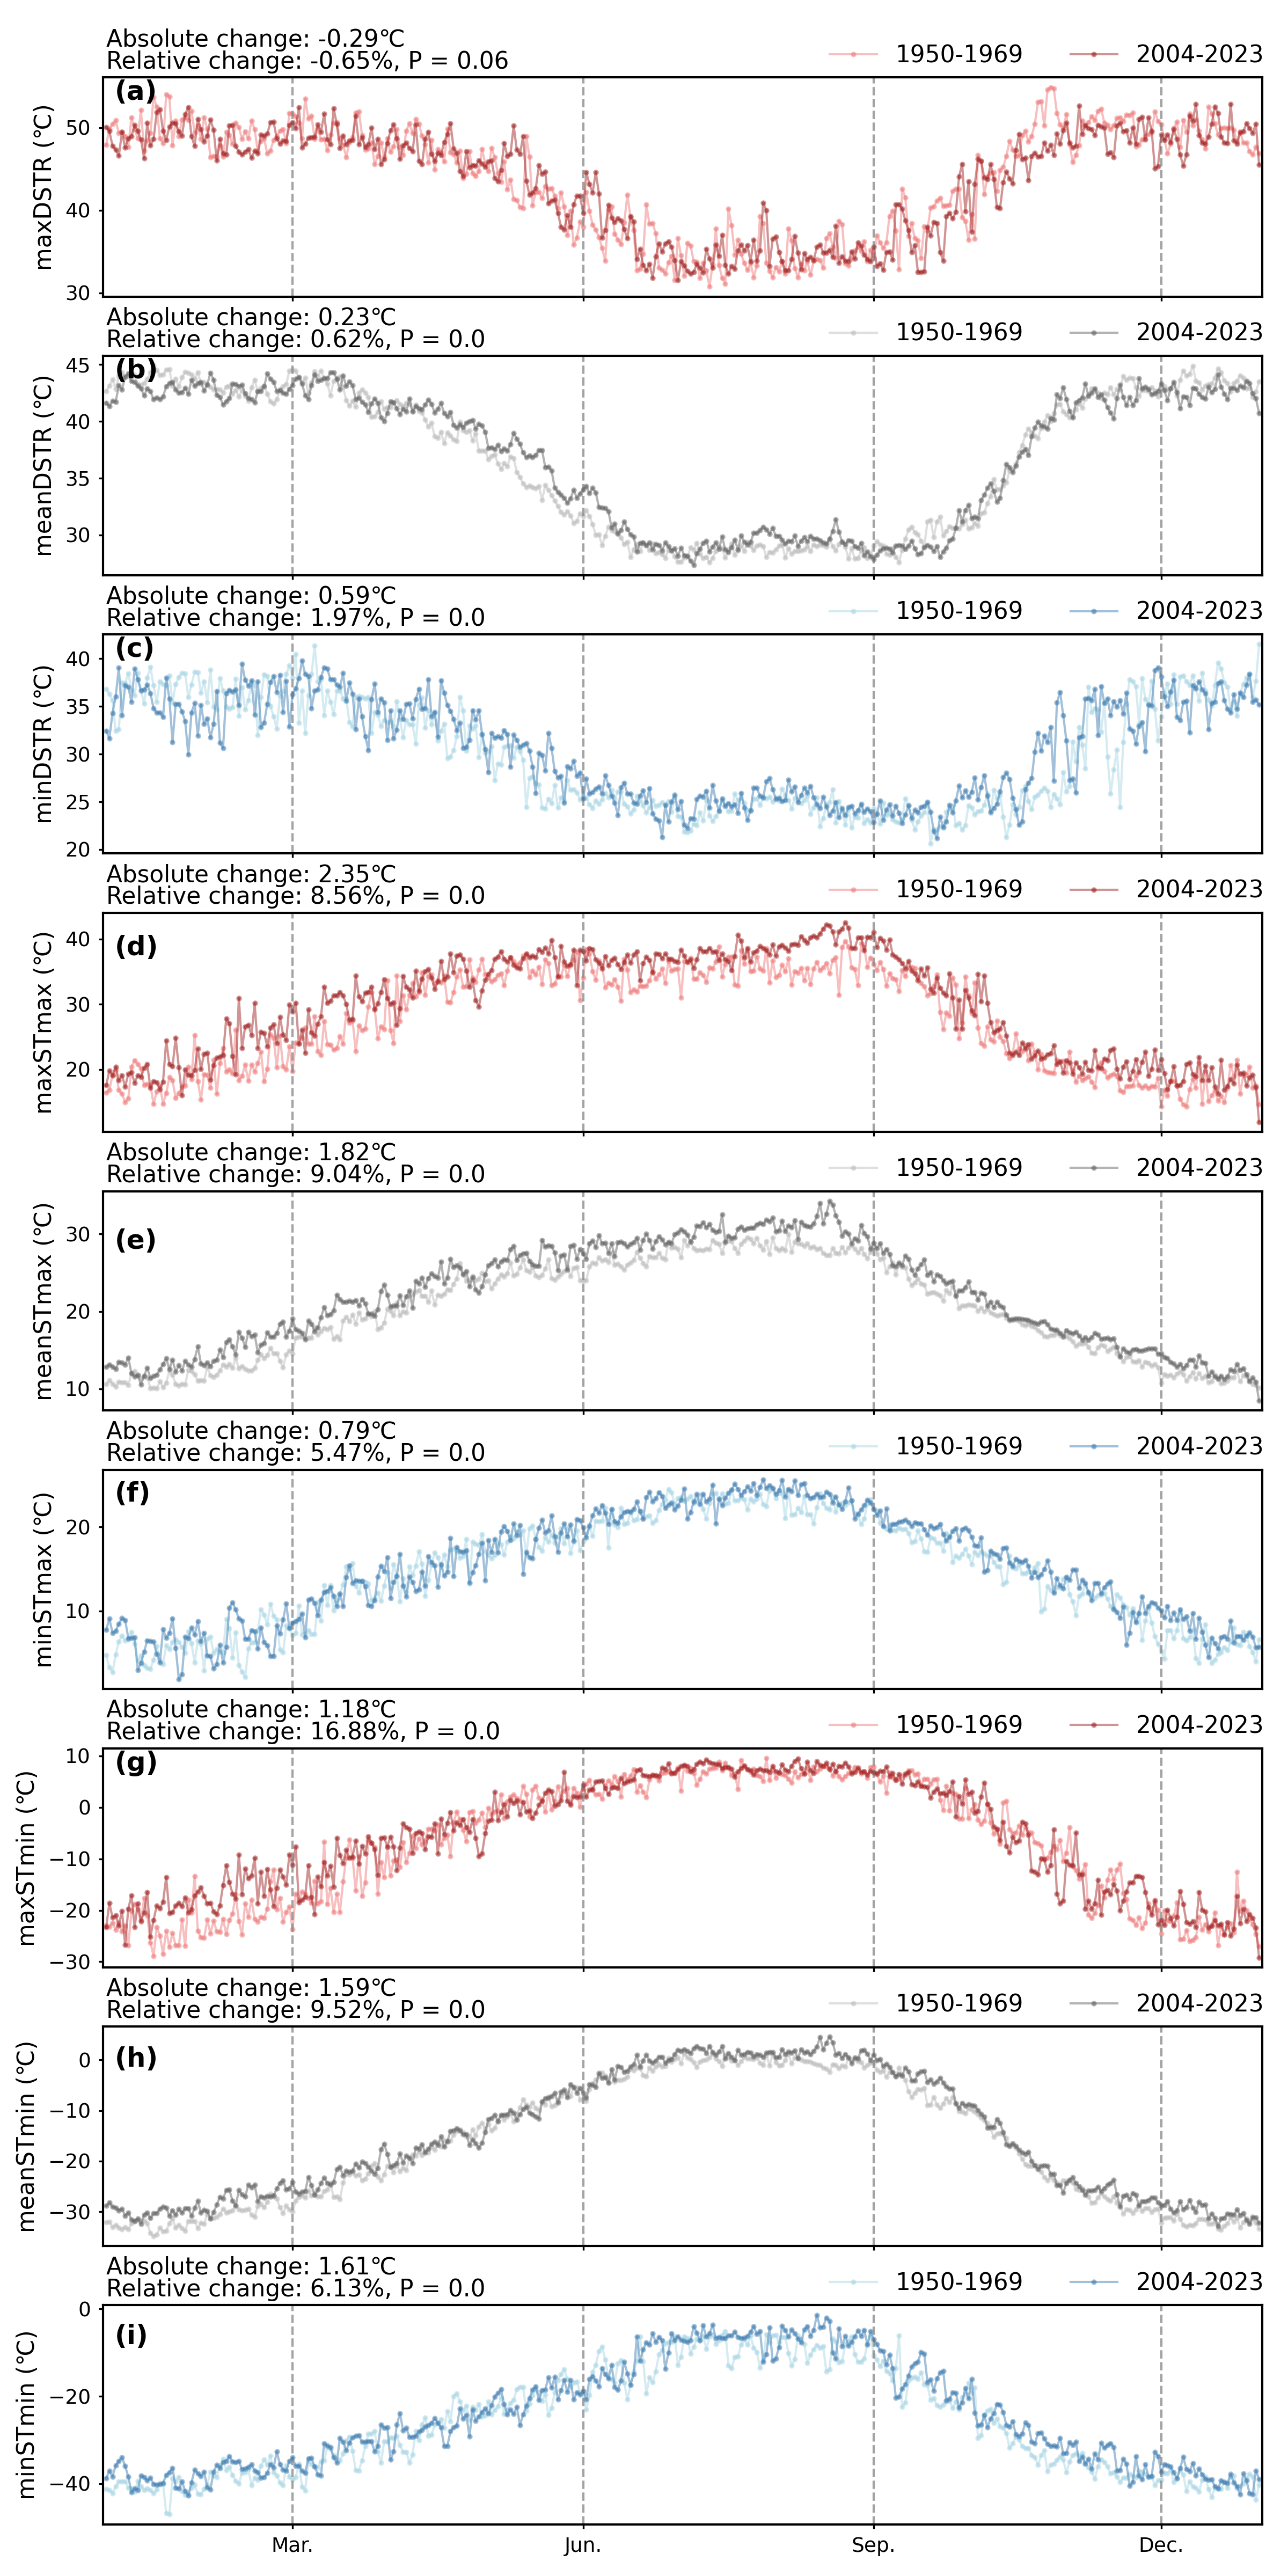 Absolute change: -0.29℃
Relative change: -0.65%, P = 0.06
1950-1969 2004-2023
(a)
maxDSTR (℃)
50
40
30
Absolute change: 0.23℃
Relative change: 0.62%, P = 0.0
1950-1969 2004-2023
(b)
meanDSTR (℃)
45
40
35
30
Absolute change: 0.59℃
Relative change: 1.97%, P = 0.0
1950-1969 2004-2023
(c)
minDSTR (℃)
40
35
30
25
20
Absolute change: 2.35℃
Relative change: 8.56%, P = 0.0
1950-1969 2004-2023
(d)
maxSTmax (℃)
40
30
20
Absolute change: 1.82℃
Relative change: 9.04%, P = 0.0
1950-1969 2004-2023
(e)
meanSTmax (℃)
30
20
10
Absolute change: 0.79℃
Relative change: 5.47%, P = 0.0
1950-1969 2004-2023
(f)
minSTmax (℃)
20
10
Absolute change: 1.18℃
Relative change: 16.88%, P = 0.0
1950-1969 2004-2023
(g)
maxSTmin (℃)
10
0
−10
−20
−30
Absolute change: 1.59℃
Relative change: 9.52%, P = 0.0
1950-1969 2004-2023
(h)
meanSTmin (℃)
0
−10
−20
−30
Absolute change: 1.61℃
Relative change: 6.13%, P = 0.0
1950-1969 2004-2023
(i)
minSTmin (℃)
0
−20
−40
Mar. Jun. Sep. Dec.